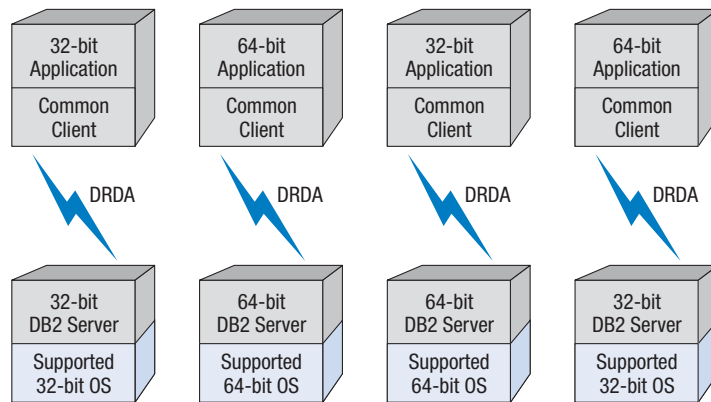 32-bit
Application
Common
Client
64-bit
Application
Common
Client
32-bit
Application
Common
Client
64-bit
Application
Common
Client
DRDA
DRDA
DRDA
DRDA
32-bit
DB2 Server
Supported
32-bit OS
64-bit
DB2 Server
Supported
64-bit OS
64-bit
DB2 Server
Supported
64-bit OS
32-bit
DB2 Server
Supported
32-bit OS